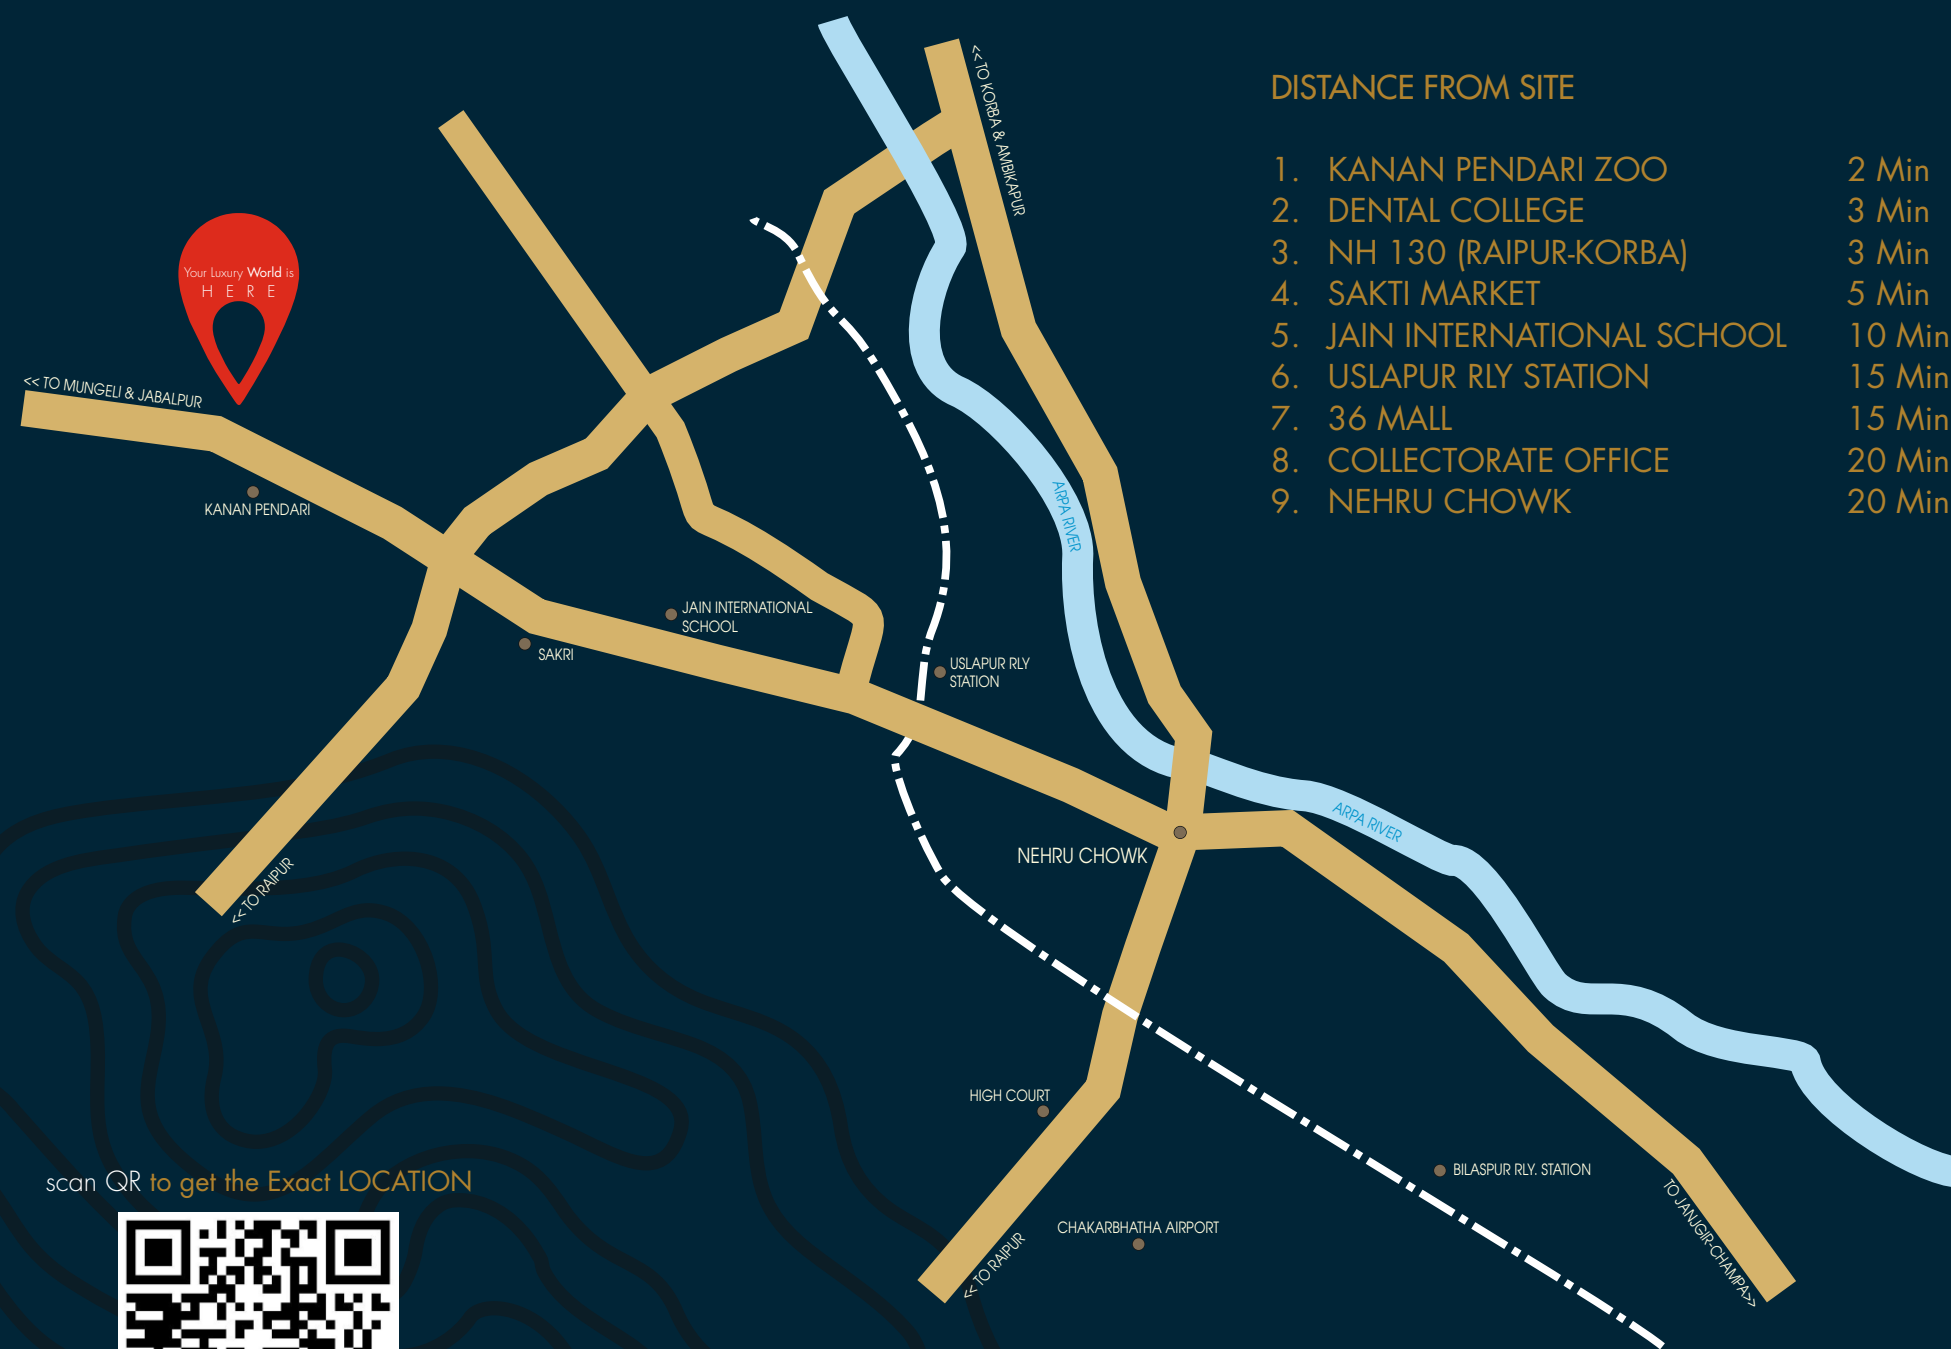 << TO KORBA & AMBIKAPUR
DISTANCE FROM SITE
1. KANAN PENDARI ZOO 2 Min
2. DENTAL COLLEGE 3 Min
3. NH 130 (RAIPUR-KORBA) 3 Min
4. SAKTI MARKET 5 Min
5. JAIN INTERNATIONAL SCHOOL 10 Min
6. USLAPUR RLY STATION 15 Min
7. 36 MALL 15 Min
8. COLLECTORATE OFFICE 20 Min
9. NEHRU CHOWK 20 Min
Your Luxury World is
HERE
<< TO MUNGELI & JABALPUR
KANAN PENDARI
ARPA RIVER
JAIN INTERNATIONAL
SCHOOL
SAKRI
USLAPUR RLY
STATION
ARPA RIVER
NEHRU CHOWK
<< TO RAIPUR
HIGH COURT
BILASPUR RLY. STATION
CHAKARBHATHA AIRPORT
<< TO RAIPUR
TO JANJGIR-CHAMPA>>
scan QR to get the Exact LOCATION